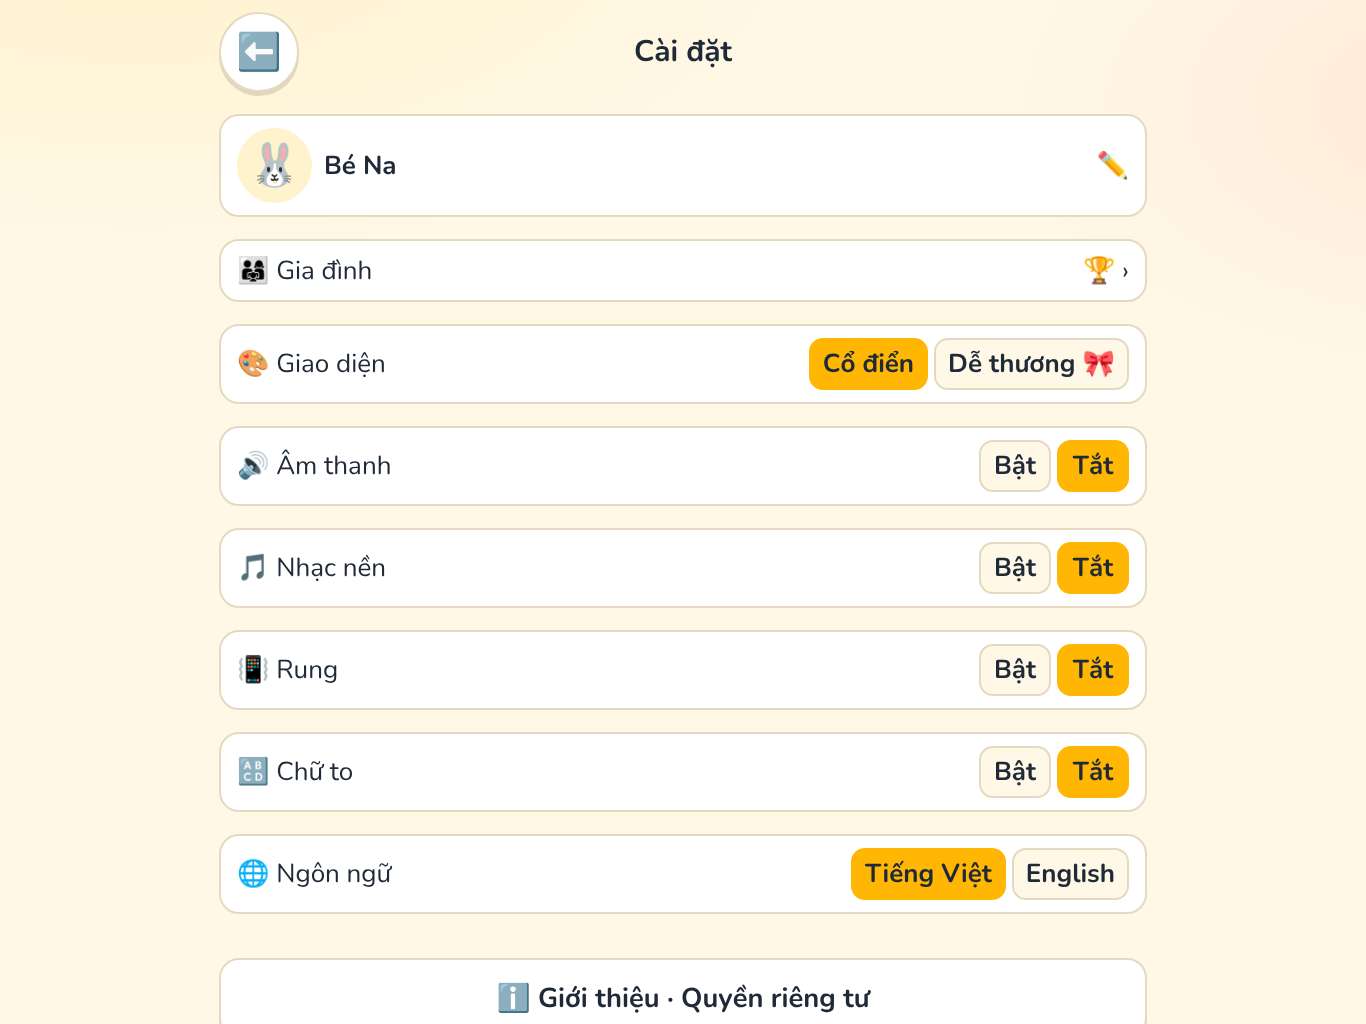 Cài đặt
Bé Na
Gia đình ›
Giao diện Cổ điển Dễ thương
Âm thanh Bật Tắt
Nhạc nền Bật Tắt
Rung Bật Tắt
Chữ to Bật Tắt
Ngôn ngữ Tiếng Việt English
Giới thiệu · Quyền riêng tư